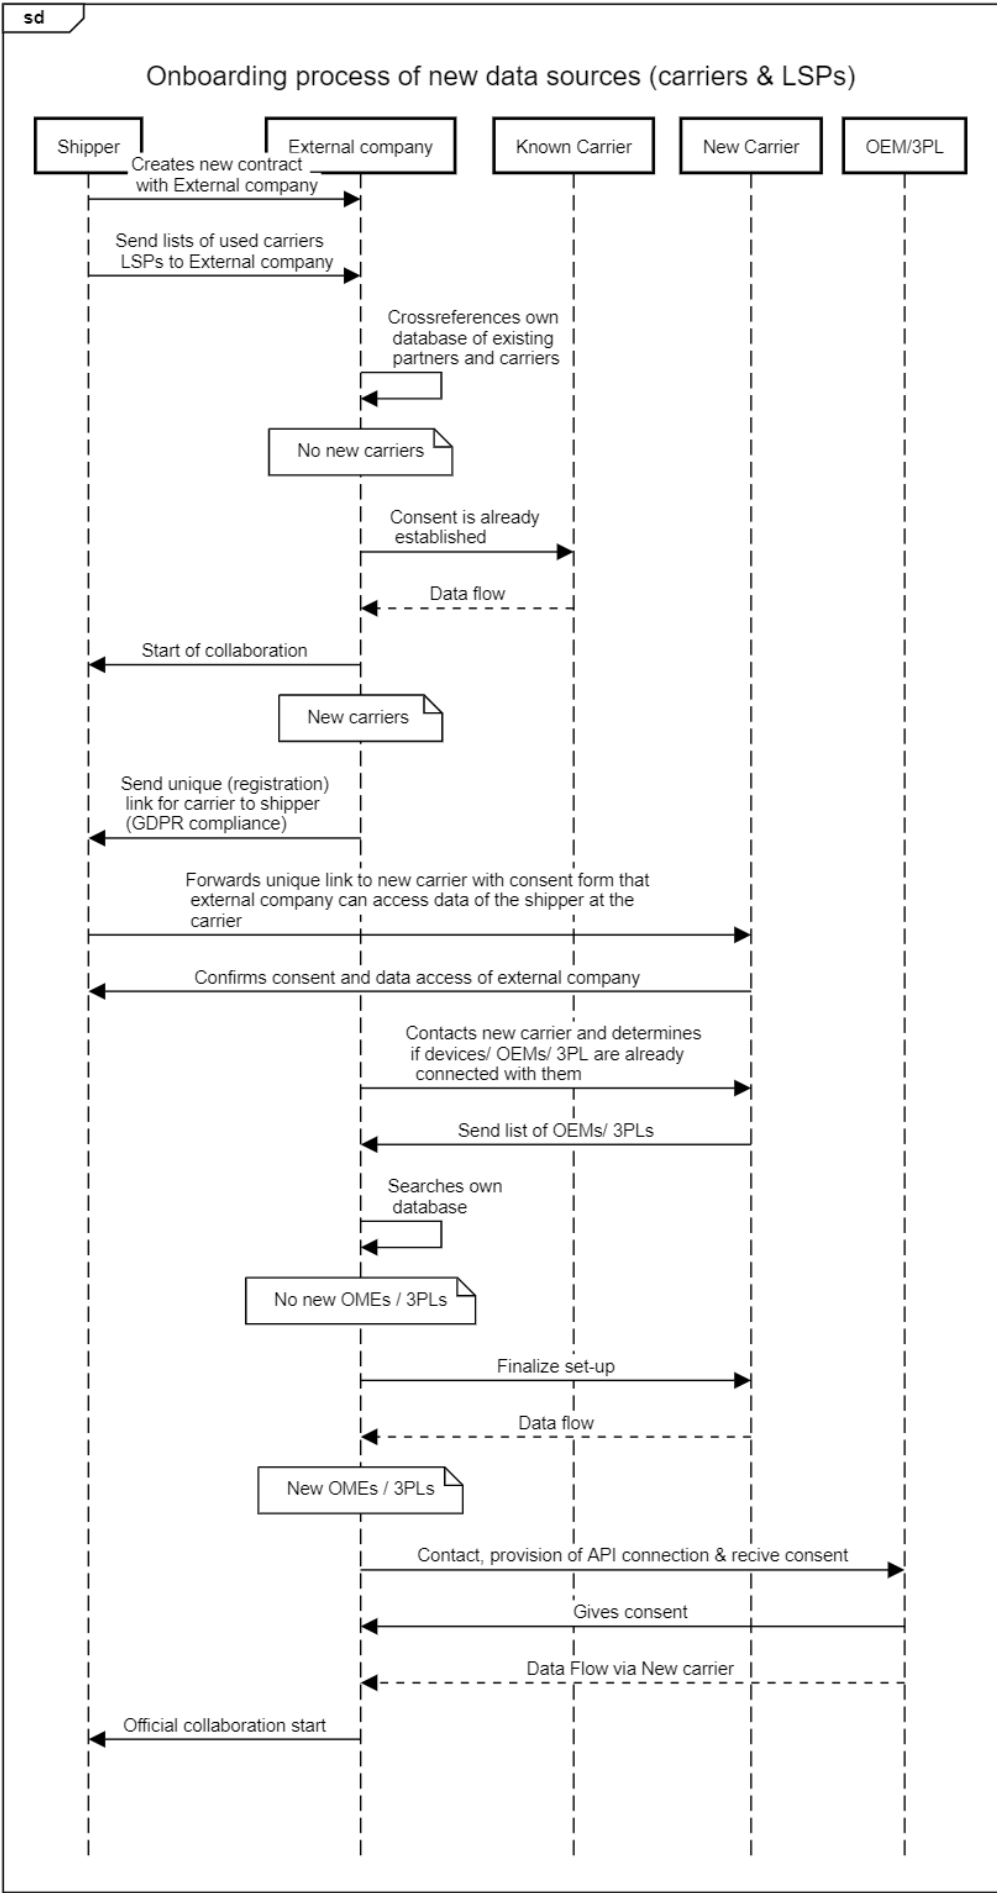 sd
Onboarding process of new data sources (carriers & LSPs)
Shipper
External company
Known Carrier
New Carrier
OEM/3PL
Creates new contract
with External company
Send lists of used carriers
LSPs to External company
Crossreferences own
database of existing
partners and carriers
No new carriers
Consent is already
established
Data flow
Start of collaboration
New carriers
Send unique (registration)
link for carrier to shipper
(GDPR compliance)
Forwards unique link to new carrier with consent form that
external company can access data of the shipper at the
carrier
Confirms consent and data access of external company
Contacts new carrier and determines
if devices/ OEMs/ 3PL are already
connected with them
Send list of OEMs/ 3PLs
Searches own
database
No new OMEs / 3PLs
Finalize set-up
Data flow
New OMEs / 3PLs
Contact, provision of API connection & recive consent
Gives consent
Data Flow via New carrier
Official collaboration start